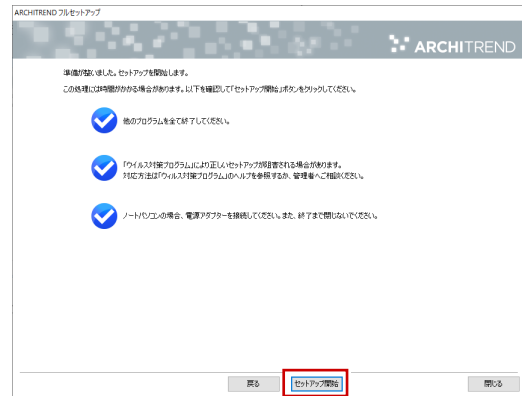 ARCHITREND フルセットアップ
ARCHITREND
準備が整いました。セットアップを開始します。
この処理には時間がかかる場合があります。以下を確認して「セットアップ開始」ボタンをクリックしてください。
他のプログラムを全て終了してください。
「ウイルス対策プログラム」により正しいセットアップが阻害される場合があります。
対応方法は「ウィルス対策プログラム」のヘルプを参照するか、管理者へご相談ください。
ノートパソコンの場合、電源アダプターを接続してください。また、終了まで閉じないでください。
戻る
セットアップ開始
閉じる